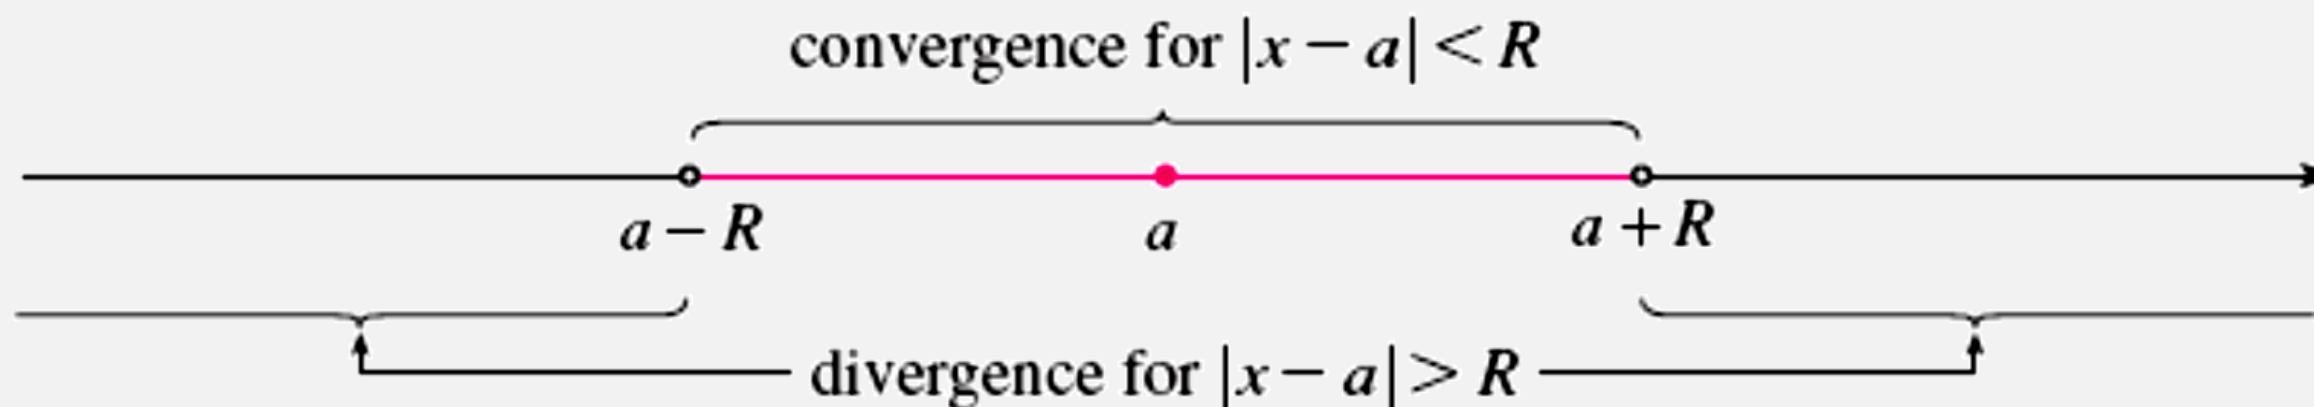 convergence for |x − a| < R
a − R a a + R
divergence for |x − a| > R